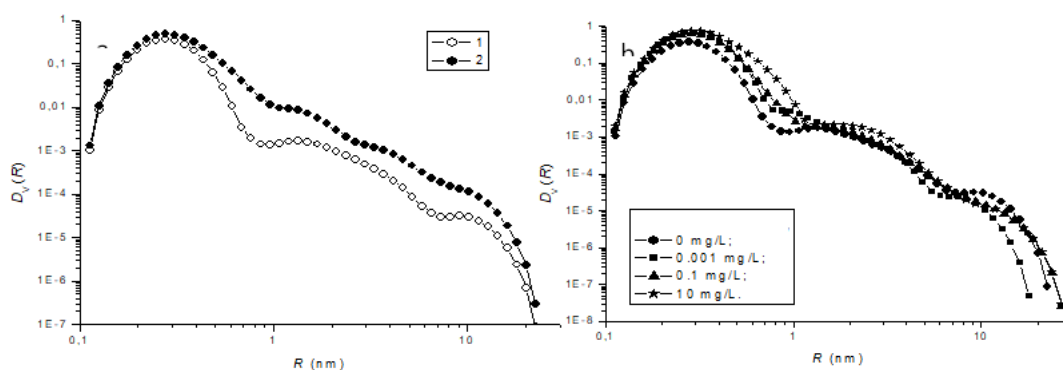 a
1
2
1
0,1
0,01
1E-3
1E-4
1E-5
1E-6
1E-7
D_V (R)
0,1
1
10
R (nm)
b
1
0,1
0,01
1E-3
1E-4
1E-5
1E-6
1E-7
1E-8
D_V (R)
0 mg/L;
0.001 mg/L;
0.1 mg/L;
10 mg/L.
0,1
1
10
R (nm)